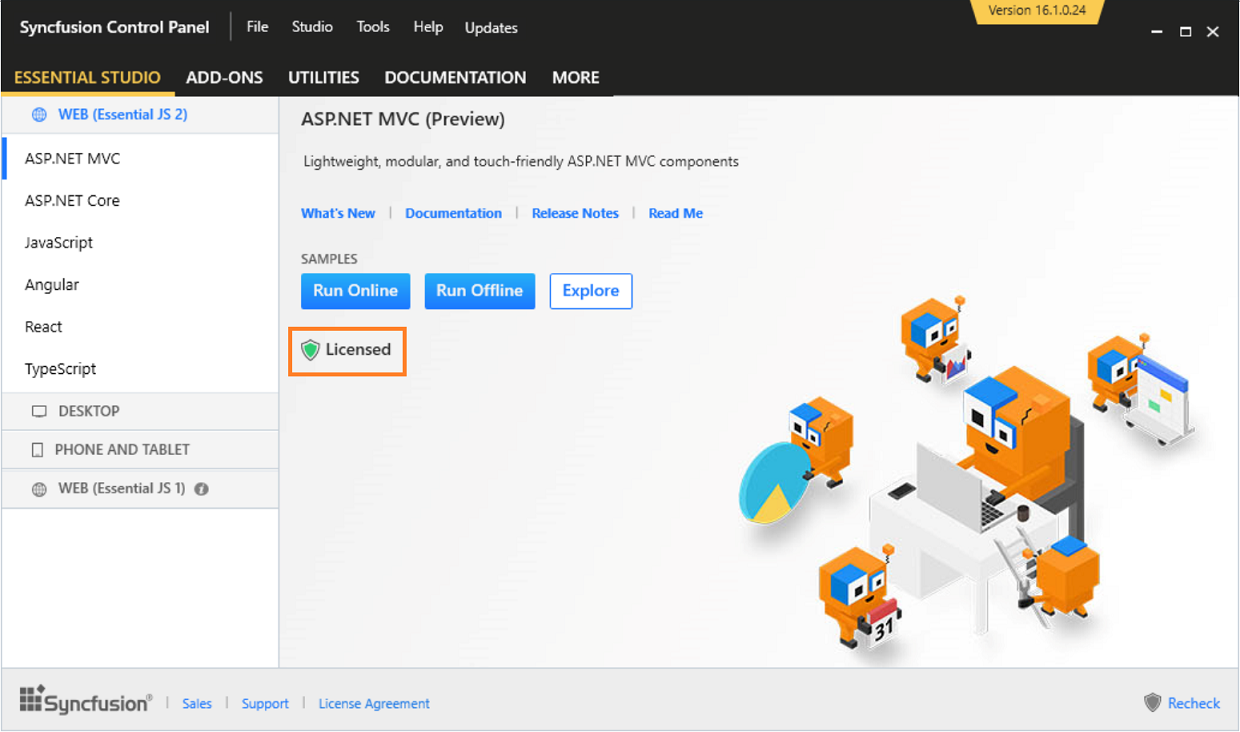 Syncfusion Control Panel File Studio Tools Help Updates Version 16.1.0.24
ESSENTIAL STUDIO ADD-ONS UTILITIES DOCUMENTATION MORE
WEB (Essential JS 2)
ASP.NET MVC
ASP.NET Core
JavaScript
Angular
React
TypeScript
DESKTOP
PHONE AND TABLET
WEB (Essential JS 1)
ASP.NET MVC (Preview)
Lightweight, modular, and touch-friendly ASP.NET MVC components
What's New | Documentation | Release Notes | Read Me
SAMPLES
Run Online Run Offline Explore
Licensed
31
Syncfusion® | Sales | Support | License Agreement Recheck